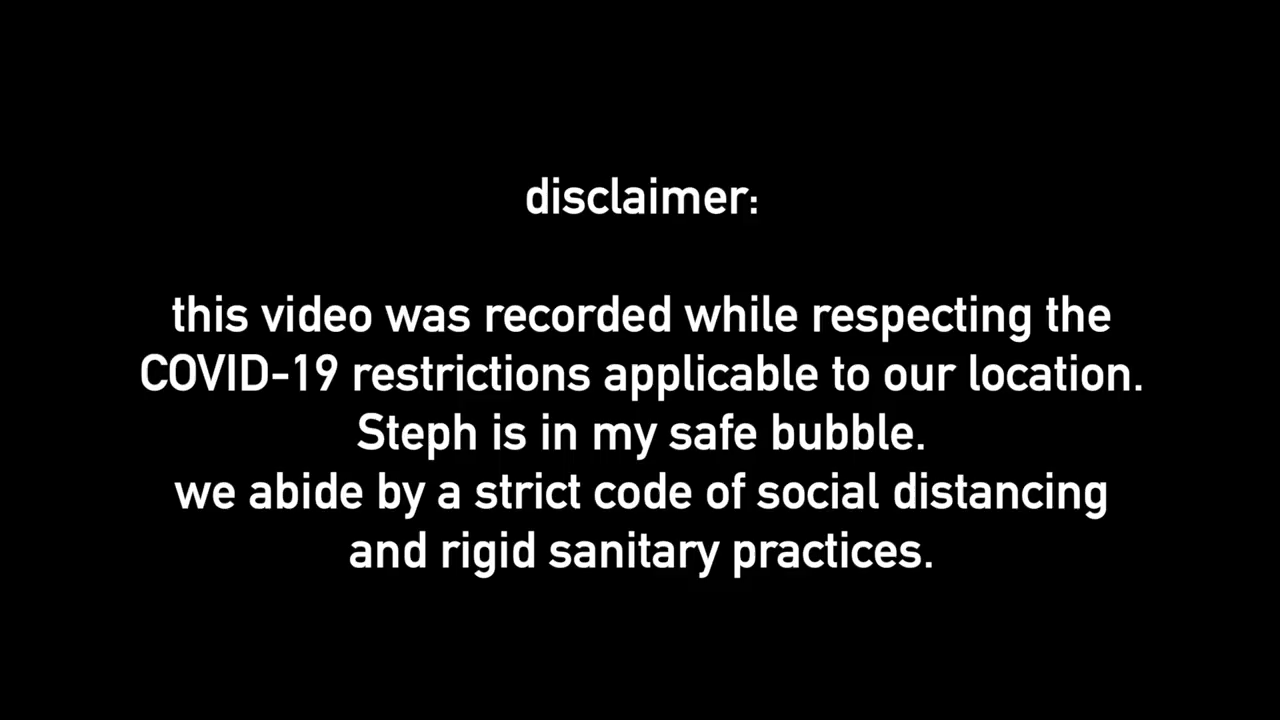 disclaimer:
this video was recorded while respecting the
COVID-19 restrictions applicable to our location.
Steph is in my safe bubble.
we abide by a strict code of social distancing
and rigid sanitary practices.